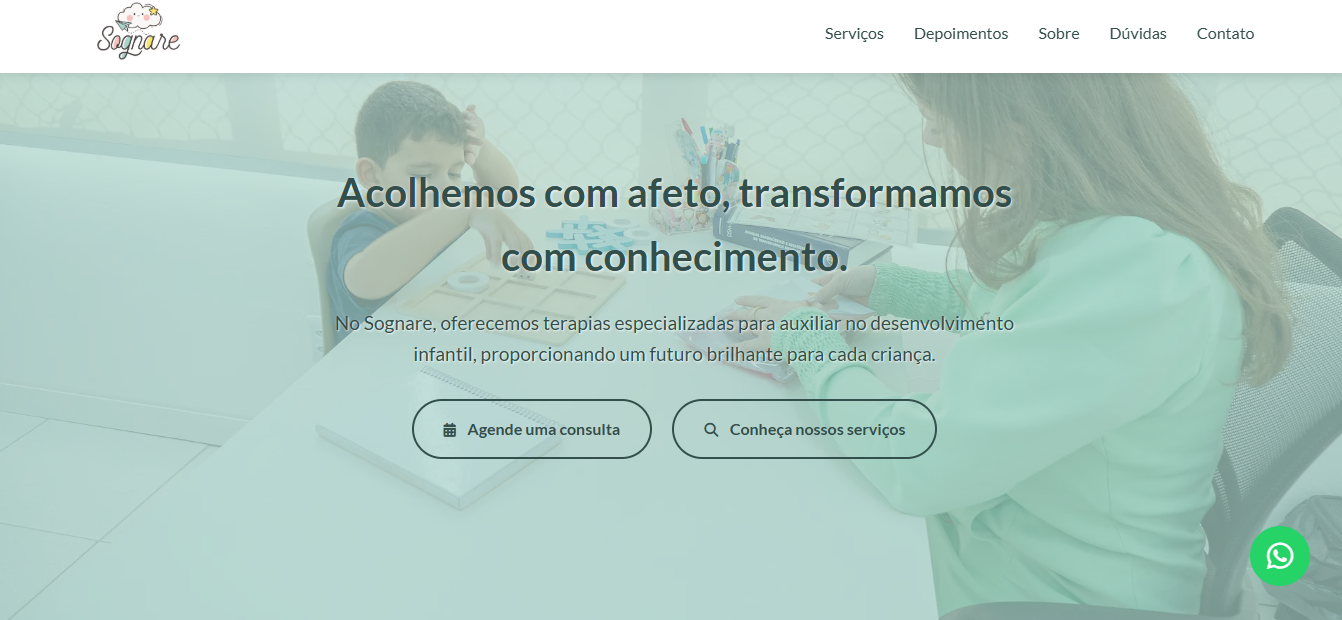 Sognare
Serviços
Depoimentos
Sobre
Dúvidas
Contato
Acolhemos com afeto, transformamos
com conhecimento.
No Sognare, oferecemos terapias especializadas para auxiliar no desenvolvimento
infantil, proporcionando um futuro brilhante para cada criança.
Agende uma consulta
Conheça nossos serviços